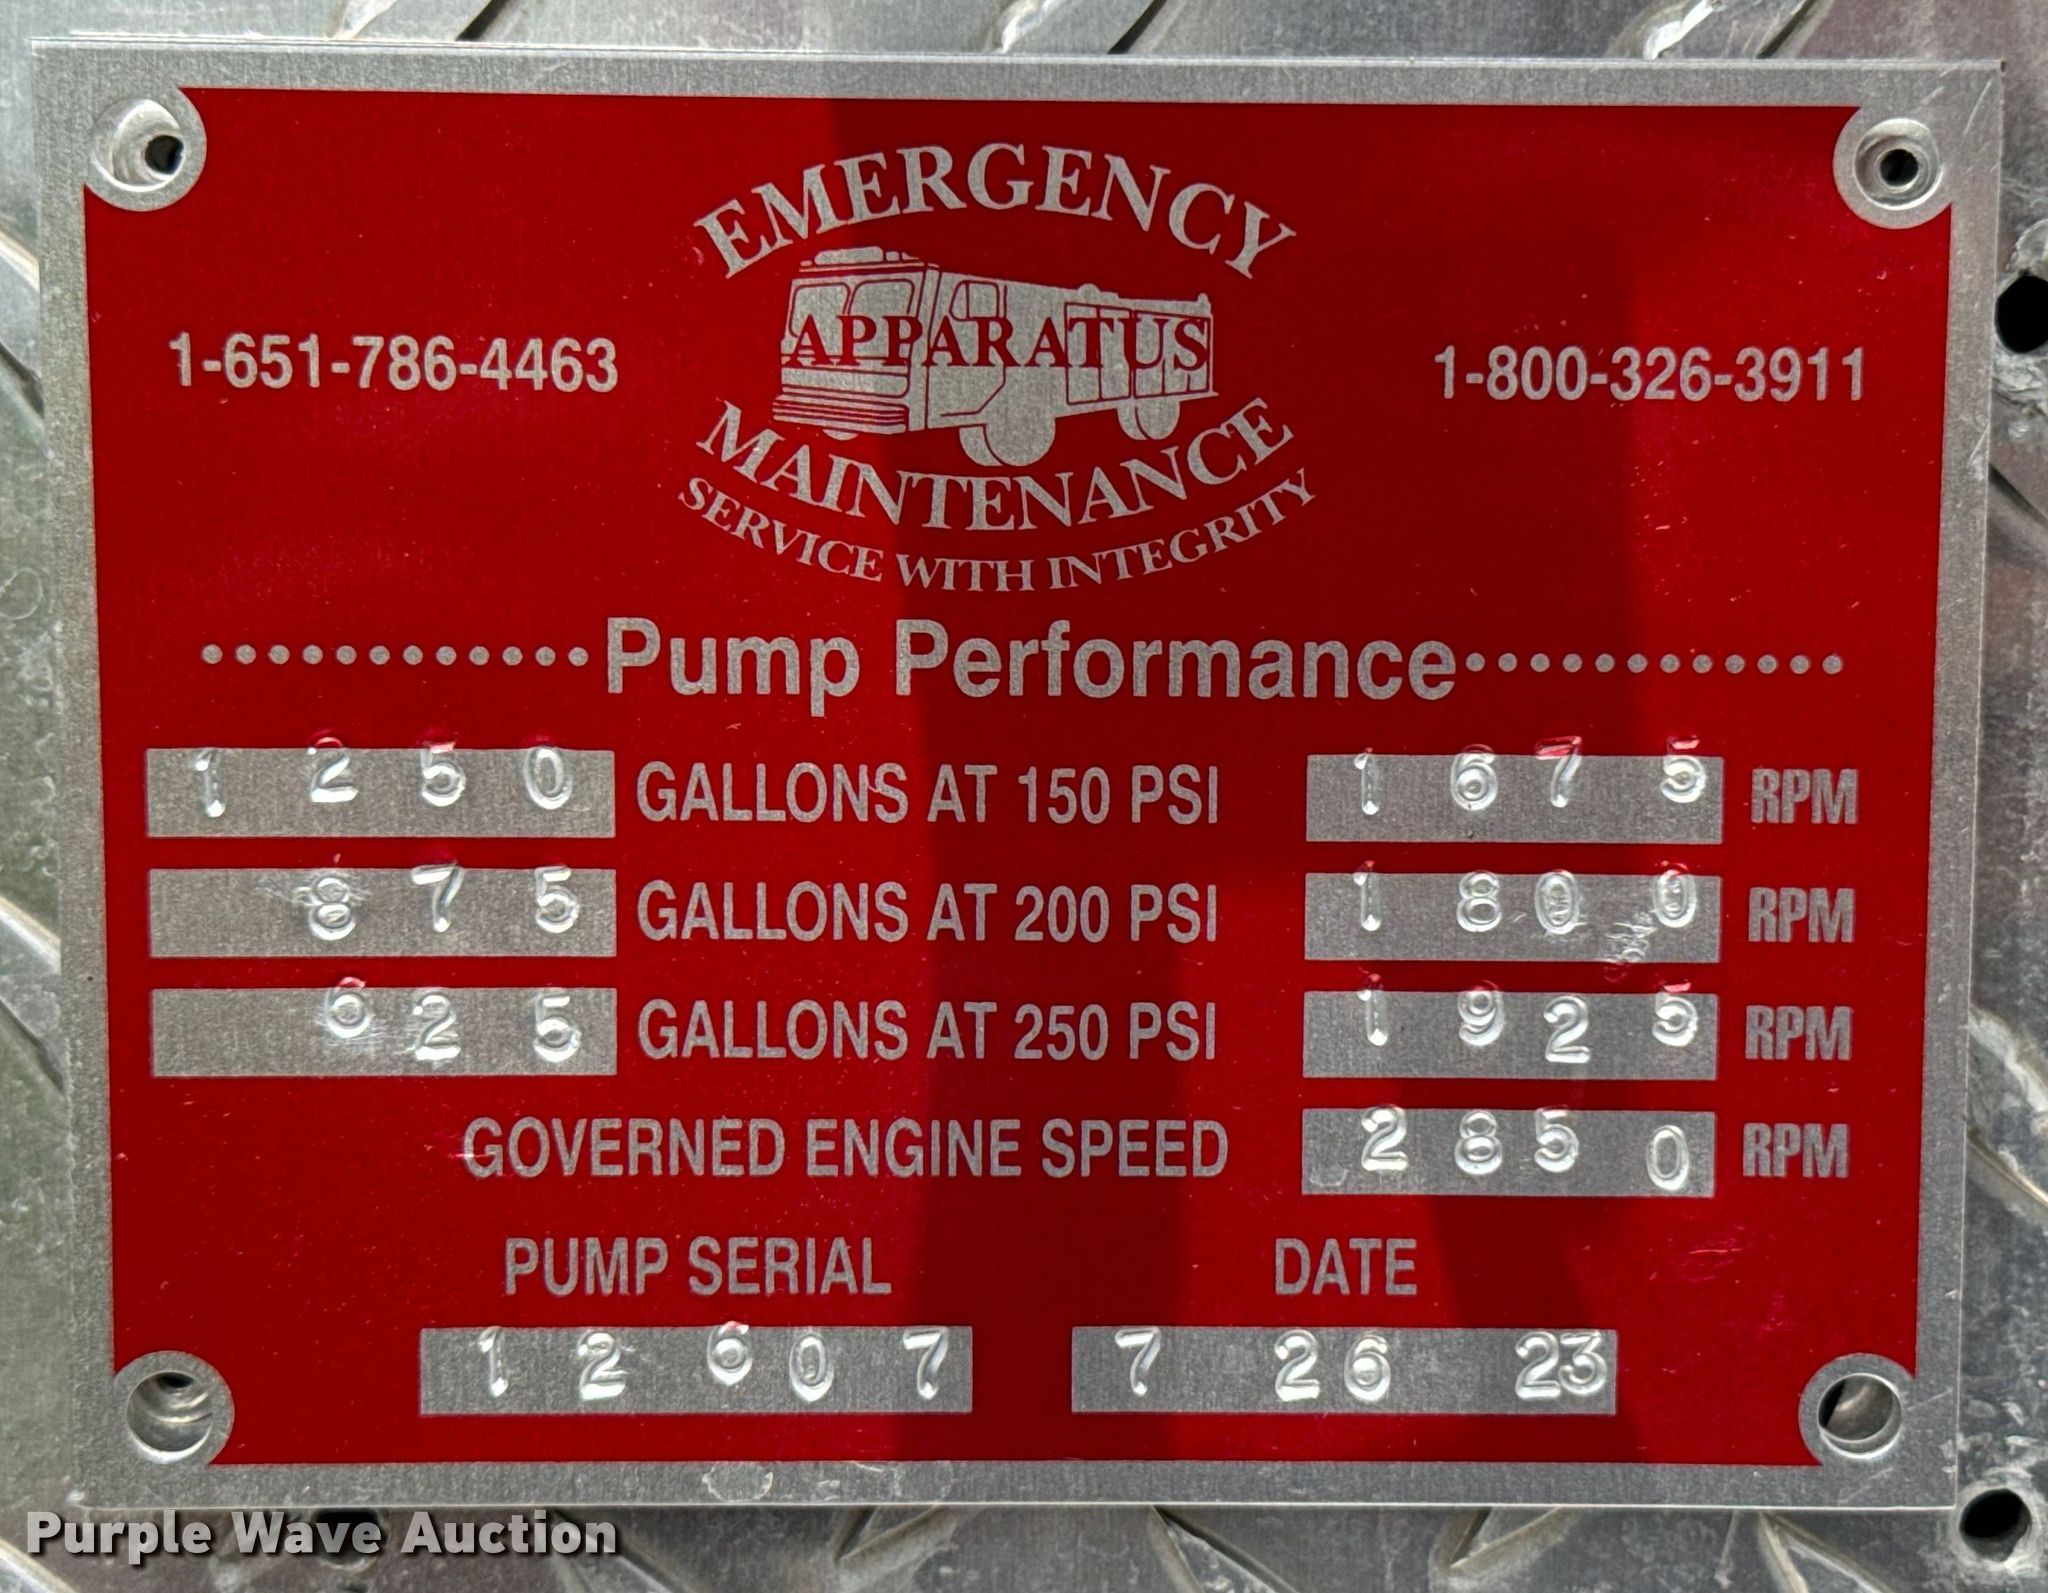 EMERGENCY
APPARATUS
MAINTENANCE
SERVICE WITH INTEGRITY
1-651-786-4463
1-800-326-3911
Pump Performance
1250 GALLONS AT 150 PSI 1675 RPM
875 GALLONS AT 200 PSI 1800 RPM
625 GALLONS AT 250 PSI 1925 RPM
GOVERNED ENGINE SPEED 2850 RPM
PUMP SERIAL DATE
12607 7 26 23
Purple Wave Auction